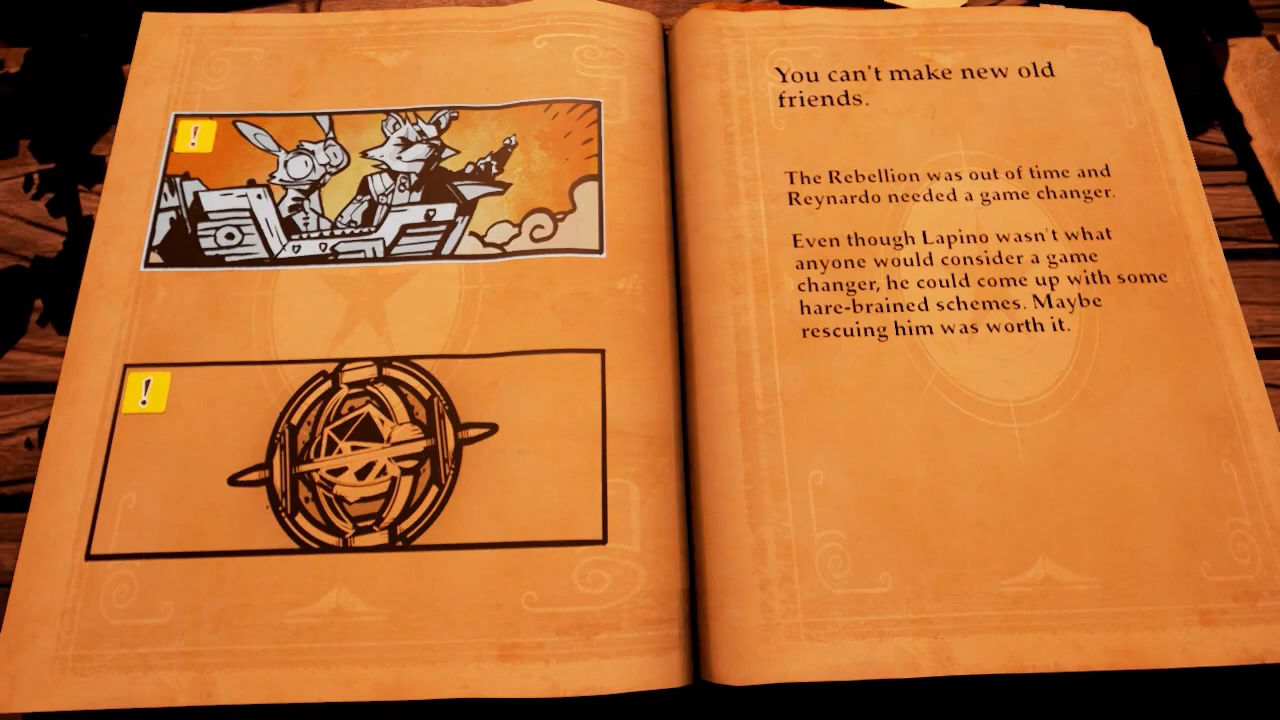 !
!
You can't make new old
friends.
The Rebellion was out of time and
Reynardo needed a game changer.
Even though Lapino wasn't what
anyone would consider a game
changer, he could come up with some
hare-brained schemes. Maybe
rescuing him was worth it.